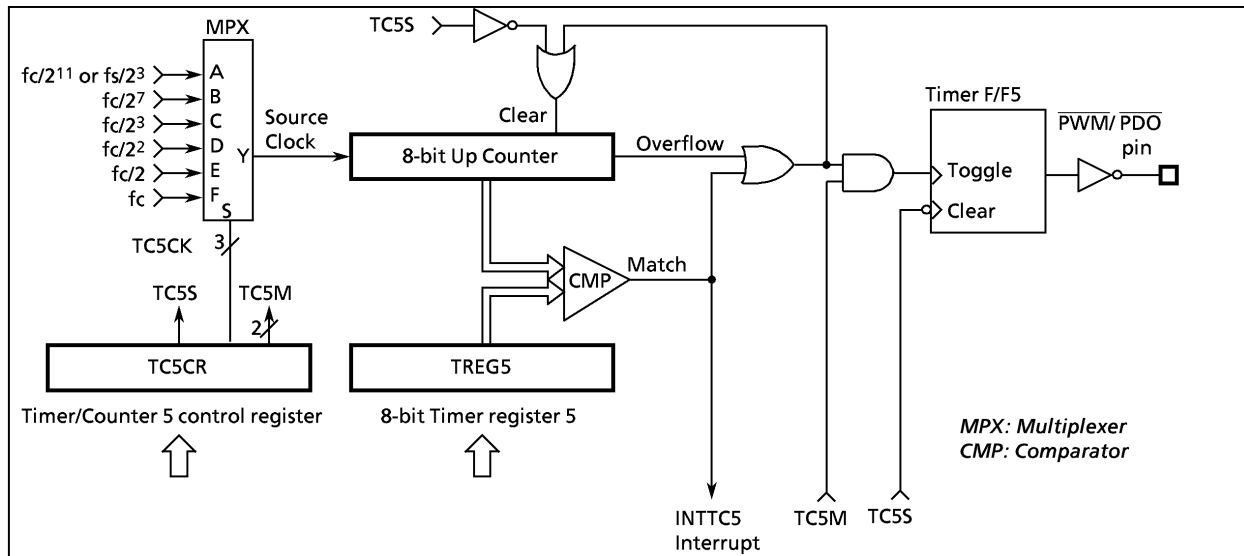 MPX
TC5S
fc/2¹¹ or fs/2³
fc/2⁷
fc/2³
fc/2²
fc/2
fc
A
B
C
D
E
F
S
Y
Source
Clock
Clear
8-bit Up Counter
Overflow
Timer F/F5
Toggle
Clear
P̅W̅M̅/ P̅D̅O̅
pin
TC5CK
3
TC5S
TC5M
2
CMP
Match
TC5CR
TREG5
Timer/Counter 5 control register
8-bit Timer register 5
MPX: Multiplexer
CMP: Comparator
INTTC5
Interrupt
TC5M
TC5S